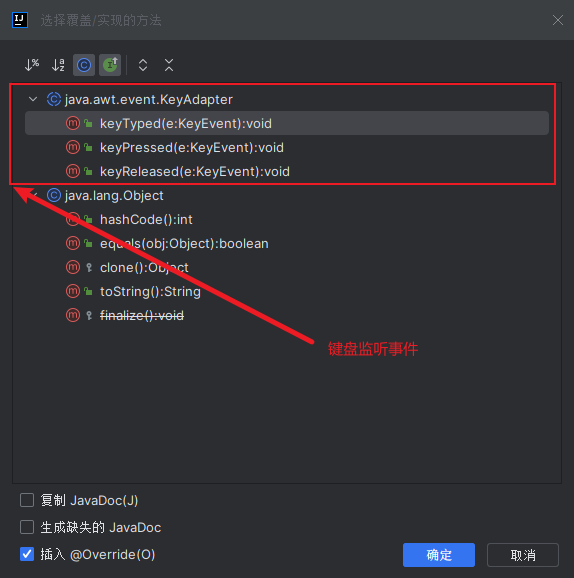 IJ
选择覆盖/实现的方法
java.awt.event.KeyAdapter
keyTyped(e:KeyEvent):void
keyPressed(e:KeyEvent):void
keyReleased(e:KeyEvent):void
java.lang.Object
hashCode():int
equals(obj:Object):boolean
clone():Object
toString():String
finalize():void
键盘监听事件
复制 JavaDoc(J)
生成缺失的 JavaDoc
插入 @Override(O)
确定
取消